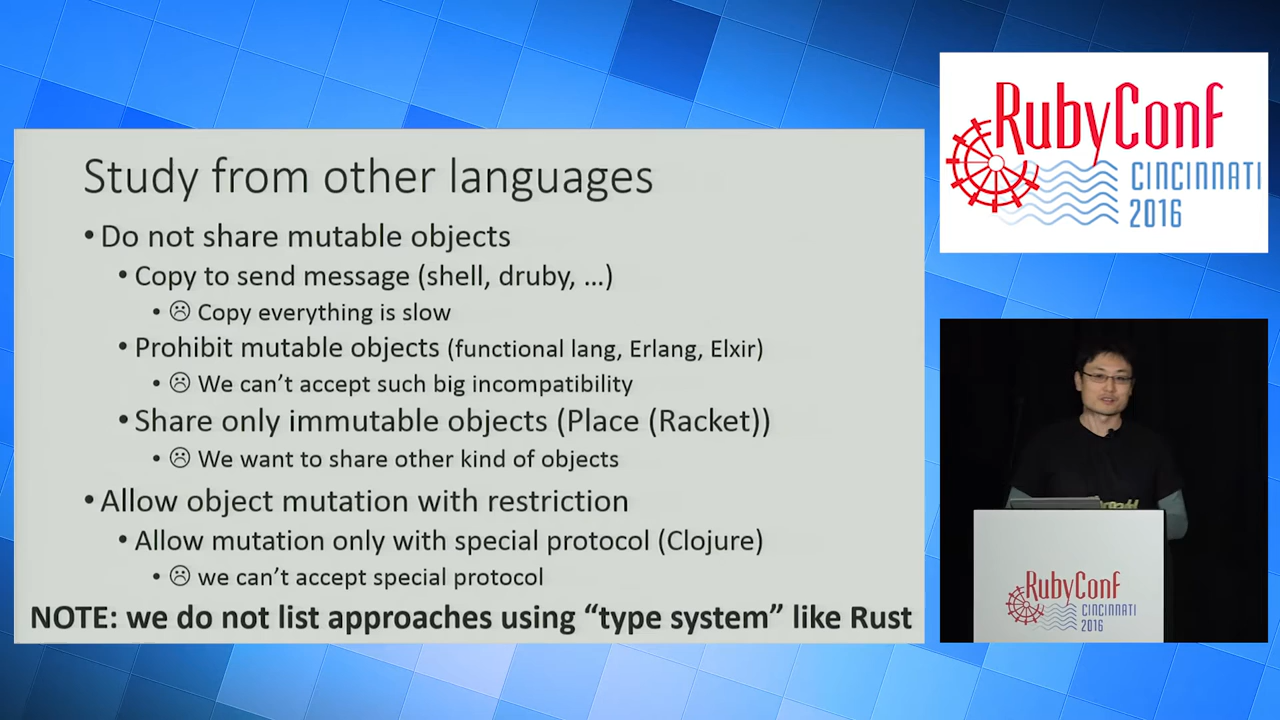 Study from other languages
• Do not share mutable objects
• Copy to send message (shell, druby, …)
• ☹ Copy everything is slow
• Prohibit mutable objects (functional lang, Erlang, Elxir)
• ☹ We can't accept such big incompatibility
• Share only immutable objects (Place (Racket))
• ☹ We want to share other kind of objects
• Allow object mutation with restriction
• Allow mutation only with special protocol (Clojure)
• ☹ we can't accept special protocol
NOTE: we do not list approaches using “type system” like Rust
RubyConf
CINCINNATI
2016
RubyConf
CINCINNATI
2016